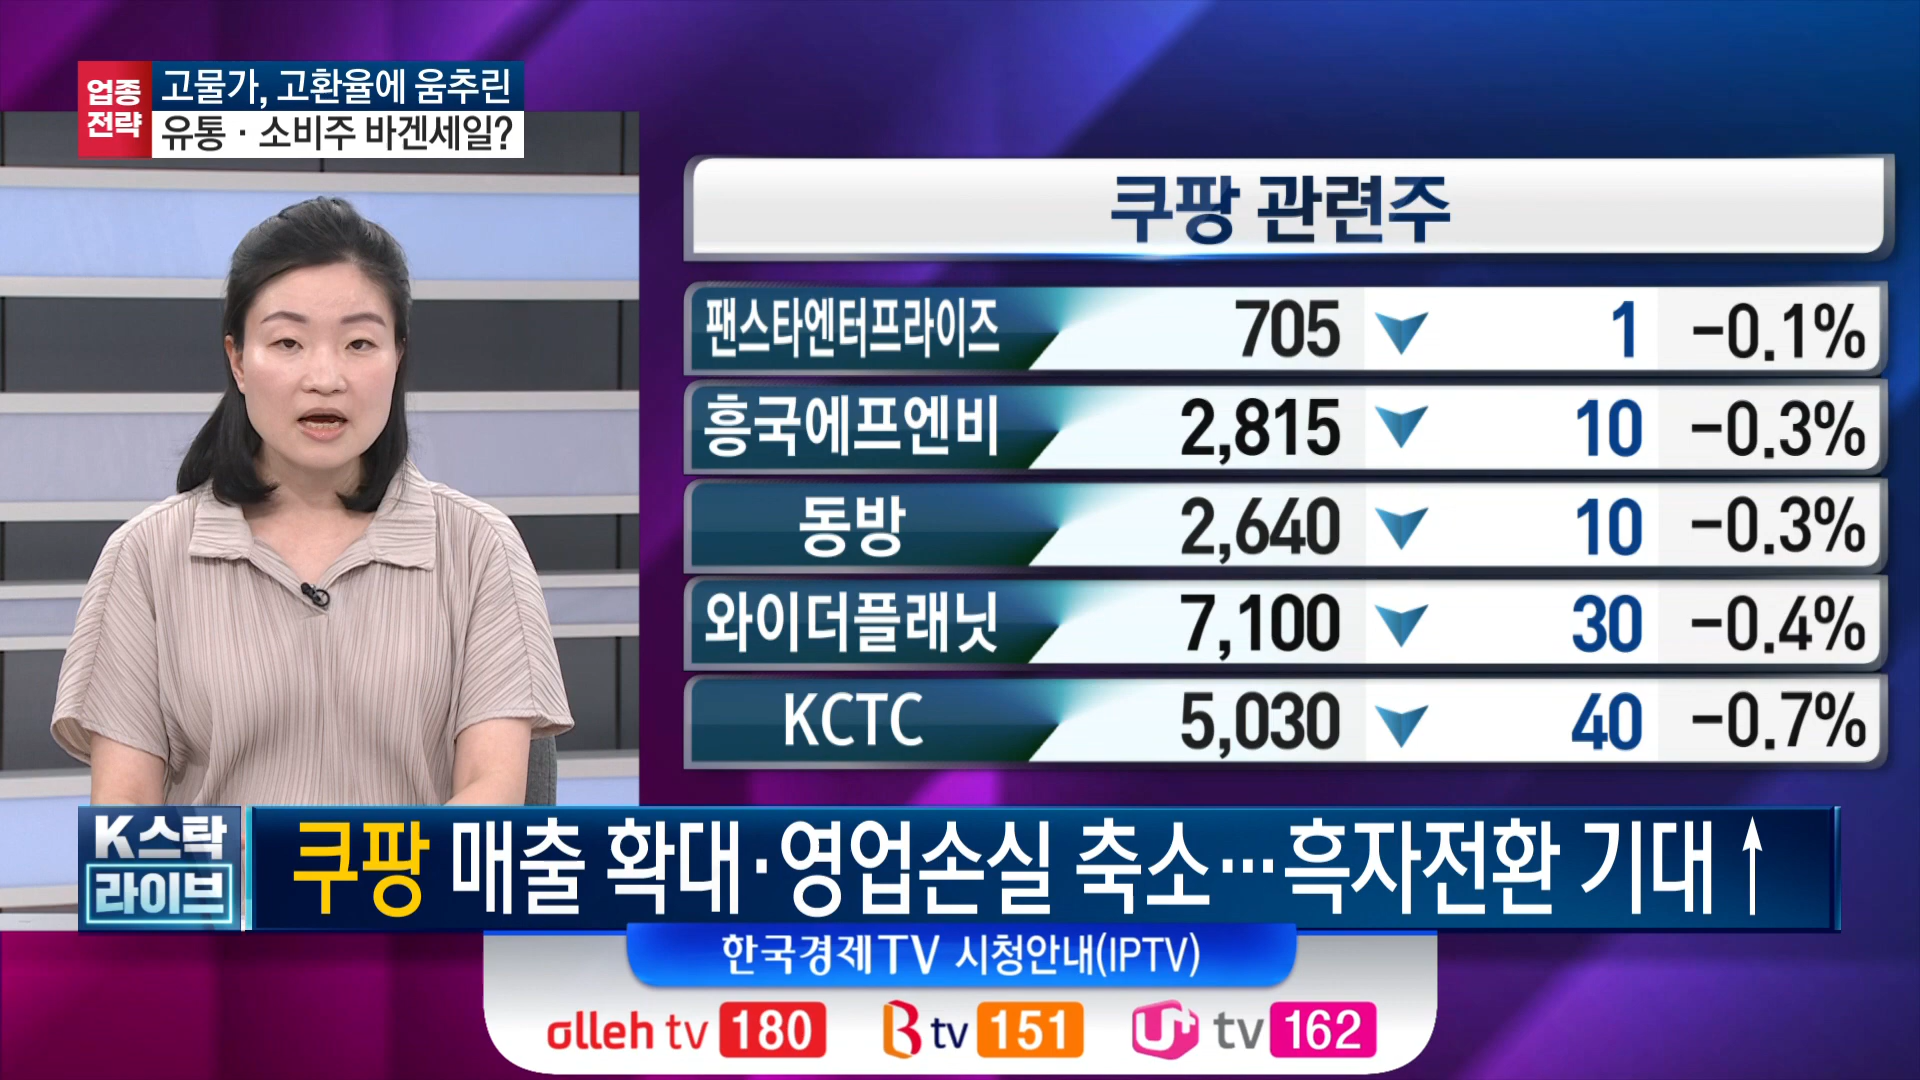 업종
전략
고물가, 고환율에 움추린
유통 · 소비주 바겐세일?
쿠팡 관련주
팬스타엔터프라이즈 705 1 -0.1%
흥국에프엔비 2,815 10 -0.3%
동방 2,640 10 -0.3%
와이더플래닛 7,100 30 -0.4%
KCTC 5,030 40 -0.7%
K스탁
라이브
쿠팡 매출 확대·영업손실 축소…흑자전환 기대↑
한국경제TV 시청안내(IPTV)
olleh tv 180 B tv 151 U+ tv 162